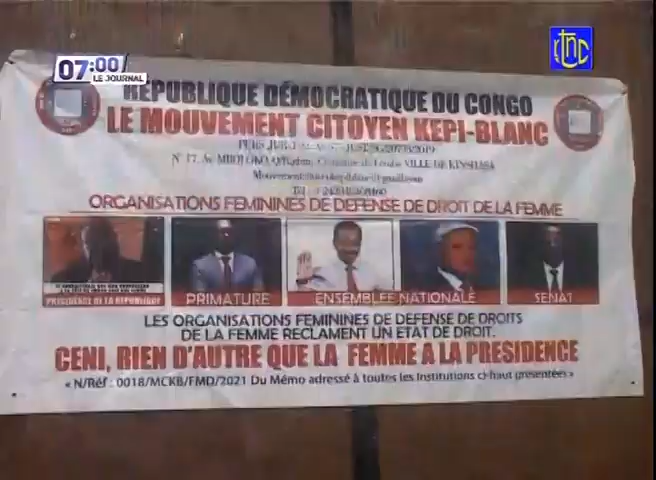 07:00
LE JOURNAL
rtnc
RÉPUBLIQUE DÉMOCRATIQUE DU CONGO
LE MOUVEMENT CITOYEN KEPI-BLANC
VILLE DE KINSHASA
ORGANISATIONS FEMININES DE DEFENSE DE DROIT DE LA FEMME
PRESIDENCE DE LA REPUBLIQUE
PRIMATURE
ENSEMBLEE NATIONALE
SENAT
LES ORGANISATIONS FEMININES DE DEFENSE DE DROITS
DE LA FEMME RECLAMENT UN ETAT DE DROIT.
CENI, RIEN D'AUTRE QUE LA FEMME A LA PRESIDENCE
« N/Réf : 0018/MCKB/FMD/2021 Du Mémo adressé à toutes les Institutions ci-haut présentées »